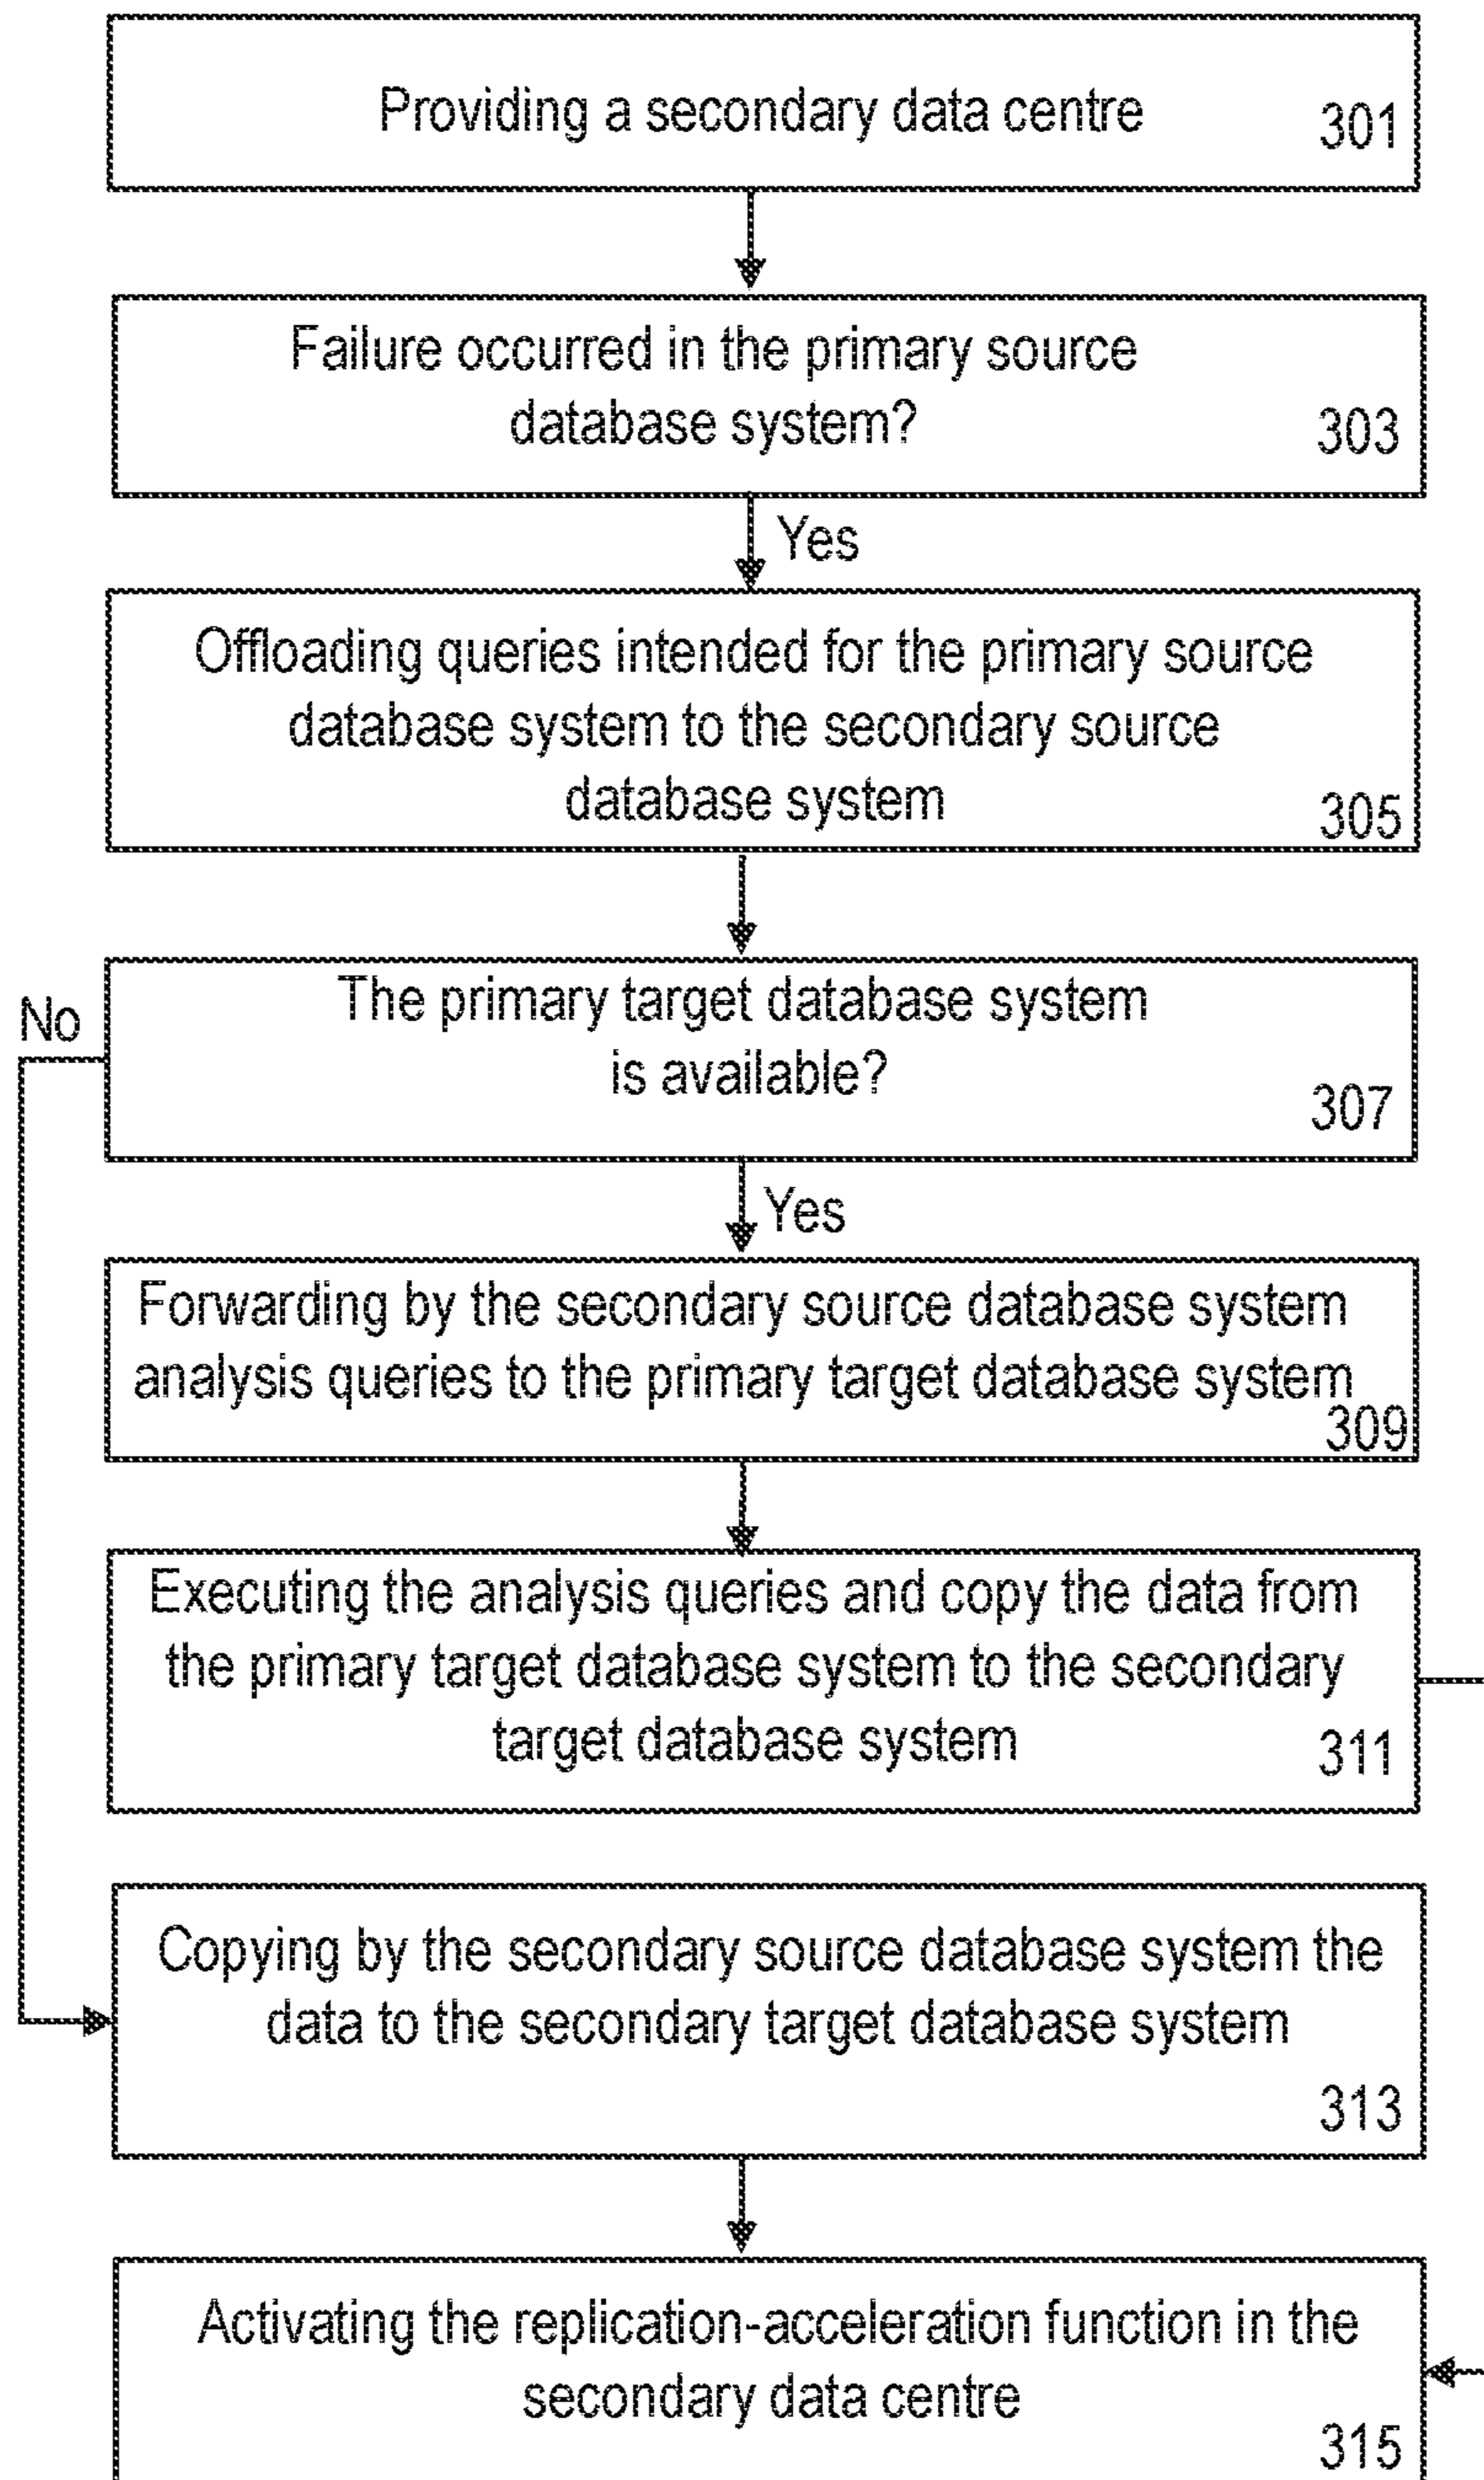 Providing a secondary data centre
301
Failure occurred in the primary source
database system?
303
Yes
Offloading queries intended for the primary source
database system to the secondary source
database system
305
The primary target database system
is available?
307
No
Yes
Forwarding by the secondary source database system
analysis queries to the primary target database system
309
Executing the analysis queries and copy the data from
the primary target database system to the secondary
target database system
311
Copying by the secondary source database system the
data to the secondary target database system
313
Activating the replication-acceleration function in the
secondary data centre
315